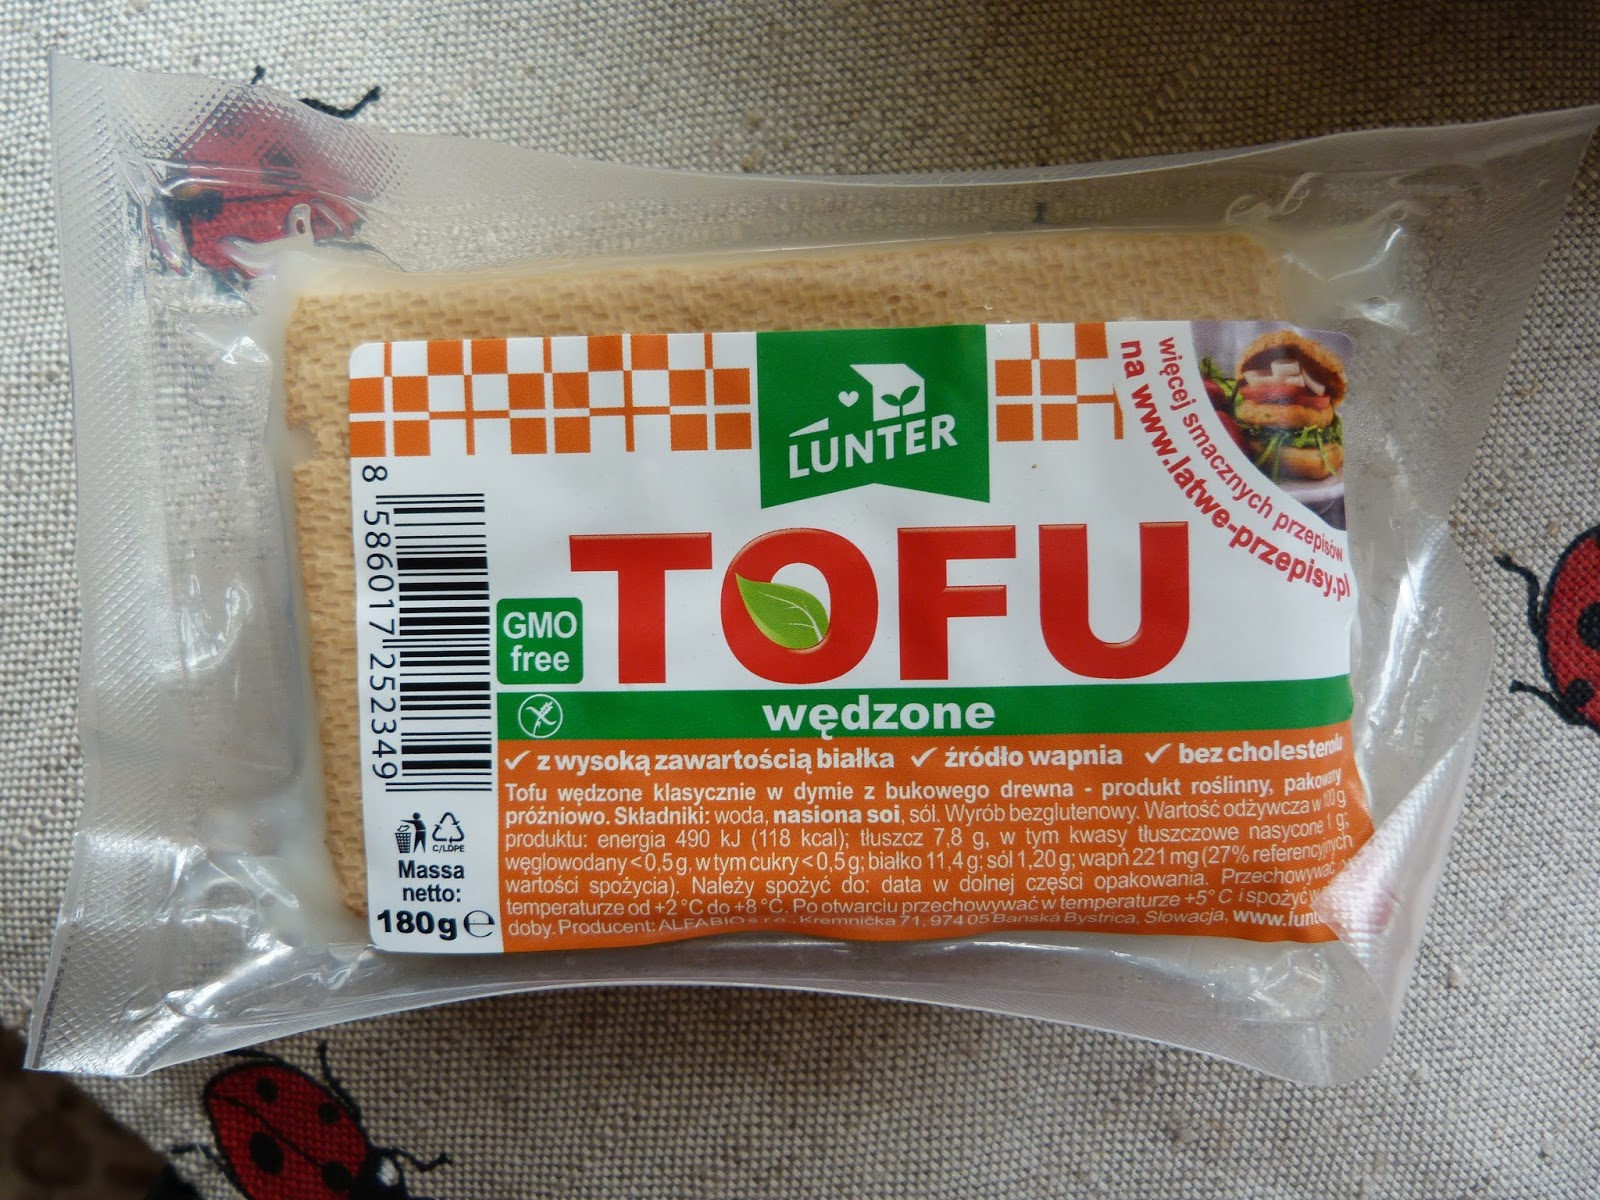 LUNTER
więcej smacznych przepisów
na www.latwe-przepisy.pl
TOFU
GMO
free
wędzone
z wysoką zawartością białka źródło wapnia bez cholesterolu
Tofu wędzone klasycznie w dymie z bukowego drewna - produkt roślinny, pakowany
próżniowo. Składniki: woda, nasiona soi, sól. Wyrób bezglutenowy. Wartość odżywcza w 100 g
produktu: energia 490 kJ (118 kcal); tłuszcz 7,8 g, w tym kwasy tłuszczowe nasycone 1 g;
węglowodany < 0,5 g, w tym cukry < 0,5 g; białko 11,4 g; sól 1,20 g; wapń 221 mg (27% referencyjnych
wartości spożycia). Należy spożyć do: data w dolnej części opakowania. Przechowywać w
temperaturze od +2 °C do +8 °C. Po otwarciu przechowywać w temperaturze +5° C i spożyć
doby. Producent: ALFABIO s.r.o., Kremnička 71, 974 05 Banská Bystrica, Słowacja,
8 586017 252349
C/LDPE
Massa
netto:
180g e